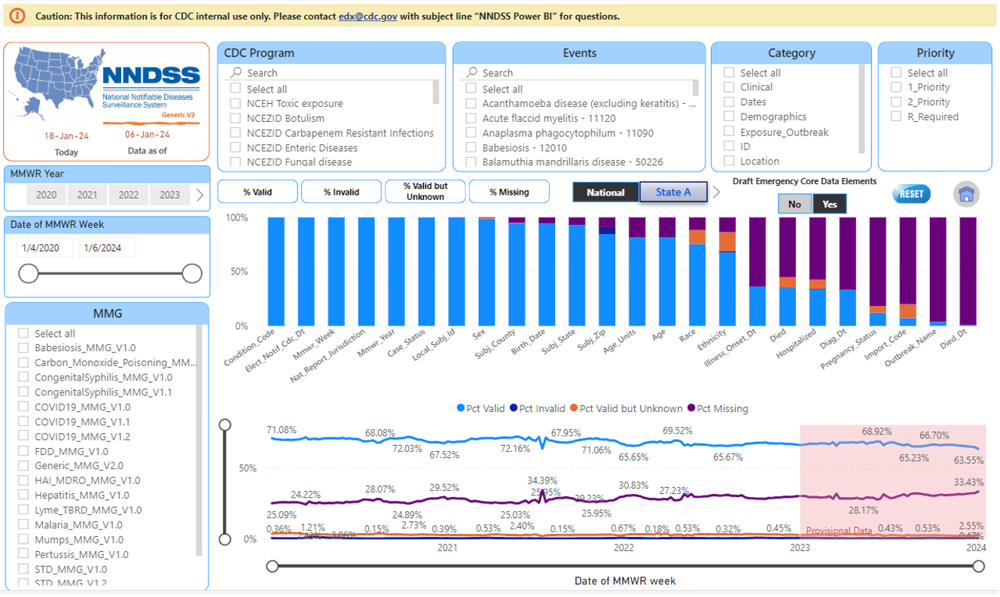 Caution: This information is for CDC internal use only. Please contact edx@cdc.gov with subject line “NNDSS Power BI” for questions.
NNDSS
National Notifiable Diseases
Surveillance System
Generic V2
18-Jan-24
06-Jan-24
Today
Data as of
MMWR Year
2020 2021 2022 2023
Date of MMWR Week
1/4/2020 1/6/2024
MMG
Select all
Babesiosis_MMG_V1.0
Carbon_Monoxide_Poisoning_MM...
CongenitalSyphilis_MMG_V1.0
CongenitalSyphilis_MMG_V1.1
COVID19_MMG_V1.0
COVID19_MMG_V1.1
COVID19_MMG_V1.2
FDD_MMG_V1.0
Generic_MMG_V2.0
HAI_MDRO_MMG_V1.0
Hepatitis_MMG_V1.0
Lyme_TBRD_MMG_V1.0
Malaria_MMG_V1.0
Mumps_MMG_V1.0
Pertussis_MMG_V1.0
STD_MMG_V1.0
STD_MMG_V1.2
CDC Program
Search
Select all
NCEH Toxic exposure
NCEZID Botulism
NCEZID Carbapenem Resistant Infections
NCEZID Enteric Diseases
NCEZID Fungal disease
Events
Search
Select all
Acanthamoeba disease (excluding keratitis) - ...
Acute flaccid myelitis - 11120
Anaplasma phagocytophilum - 11090
Babesiosis - 12010
Balamuthia mandrillaris disease - 50226
Category
Select all
Clinical
Dates
Demographics
Exposure_Outbreak
ID
Location
Priority
Select all
1_Priority
2_Priority
R_Required
% Valid
% Invalid
% Valid but
Unknown
% Missing
National
State A
Draft Emergency Core Data Elements
No Yes
RESET
100%
50%
0%
Condition_Code
Elect_Notif_Cdc_Dt
Mmwr_Week
Nat_Report_Jurisdiction
Mmwr_Year
Case_Status
Local_Subj_Id
Sex
Subj_County
Birth_Date
Subj_State
Subj_Zip
Age_Units
Age
Race
Ethnicity
Illness_Onset_Dt
Died
Hospitalized
Diag_Dt
Pregnancy_Status
Import_Code
Outbreak_Name
Died_Dt
Pct Valid Pct Invalid Pct Valid but Unknown Pct Missing
71.08% 68.08% 67.95% 69.52% 68.92% 66.70%
72.03% 67.52% 72.16% 71.06% 65.65% 65.67% 65.23% 63.55%
50%
24.22% 28.07% 29.52% 34.39% 30.83% 27.23% 33.43%
25.95% 29.23%
25.09% 24.89% 25.03% 25.95% 28.17%
0.36% 1.21% 0.15% 2.73% 0.39% 0.53% 2.40% 0.15% 0.67% 0.18% 0.53% 0.32% 0.45% Provisional Data 0.43% 0.53% 2.55%
0.47%
0%
2021 2022 2023 2024
Date of MMWR week